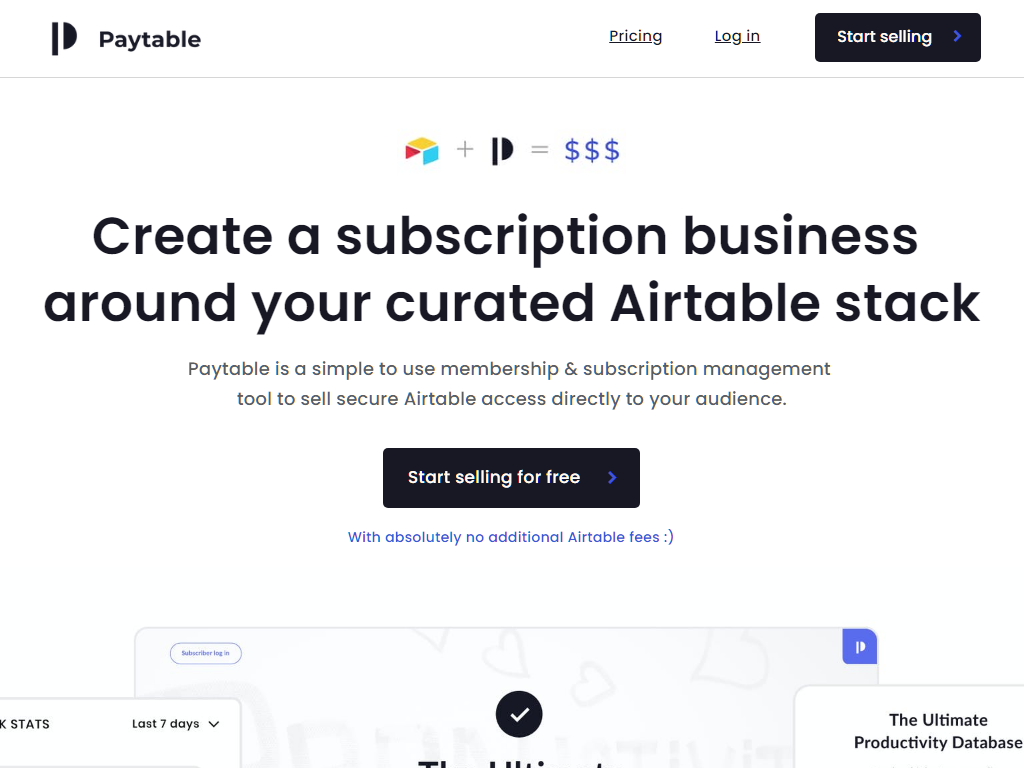 Paytable
Pricing
Log in
Start selling
+ = $$$
Create a subscription business
around your curated Airtable stack
Paytable is a simple to use membership & subscription management
tool to sell secure Airtable access directly to your audience.
Start selling for free
With absolutely no additional Airtable fees :)
Subscriber log in
K STATS
Last 7 days
The Ultimate
Productivity Database
The Ultimate